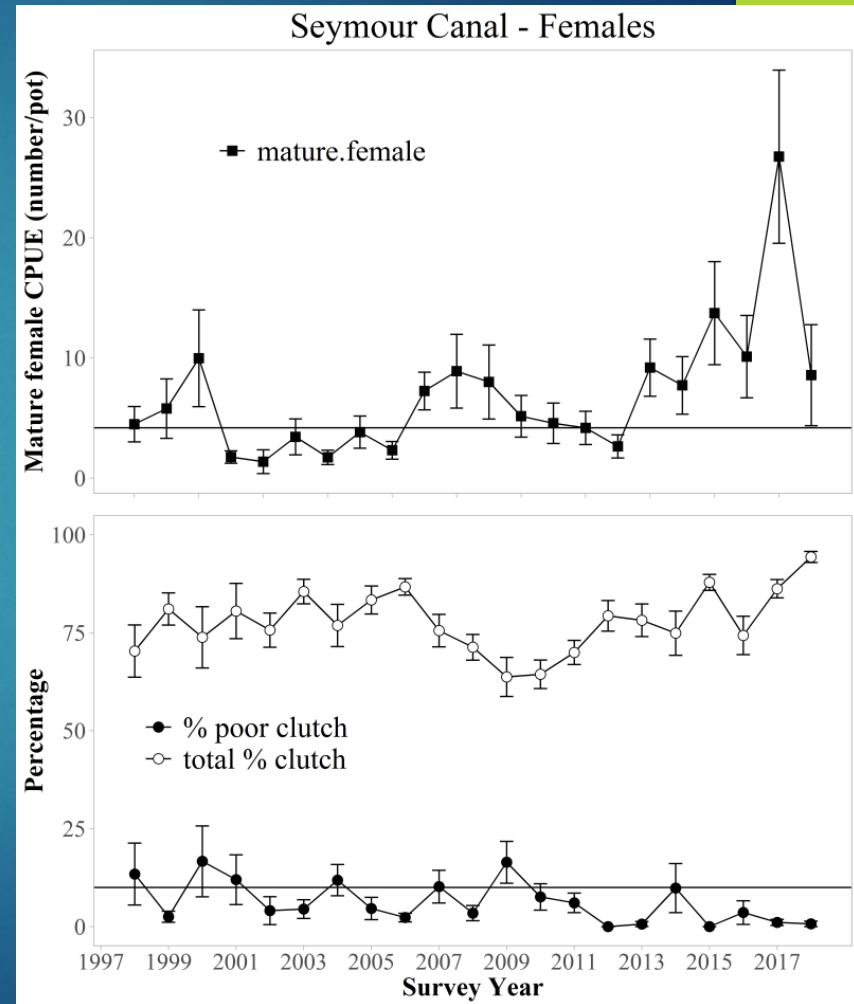 Seymour Canal - Females
Mature female CPUE (number/pot)
30
20
10
0
mature.female
Percentage
100
75
50
25
0
% poor clutch
total % clutch
1997 1999 2001 2003 2005 2007 2009 2011 2013 2015 2017
Survey Year